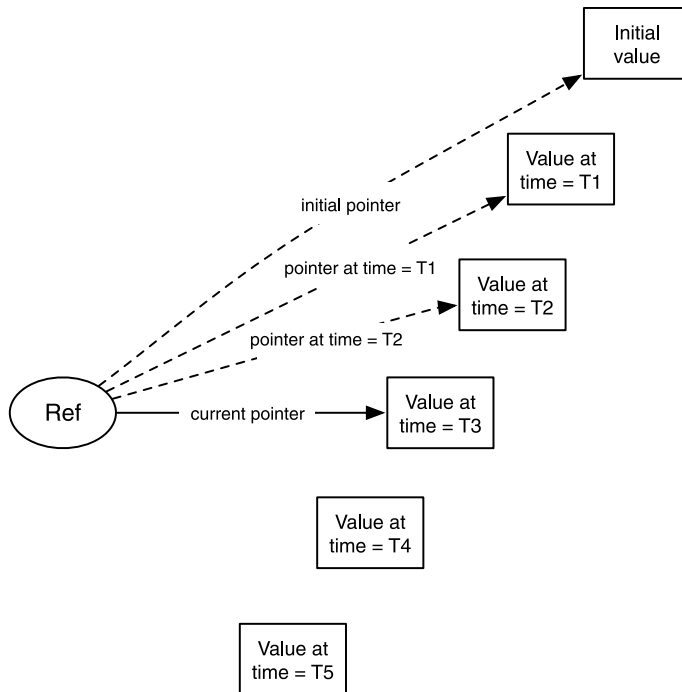 Initial
value
Value at
time = T1
initial pointer
pointer at time = T1
Value at
time = T2
pointer at time = T2
Ref
current pointer
Value at
time = T3
Value at
time = T4
Value at
time = T5